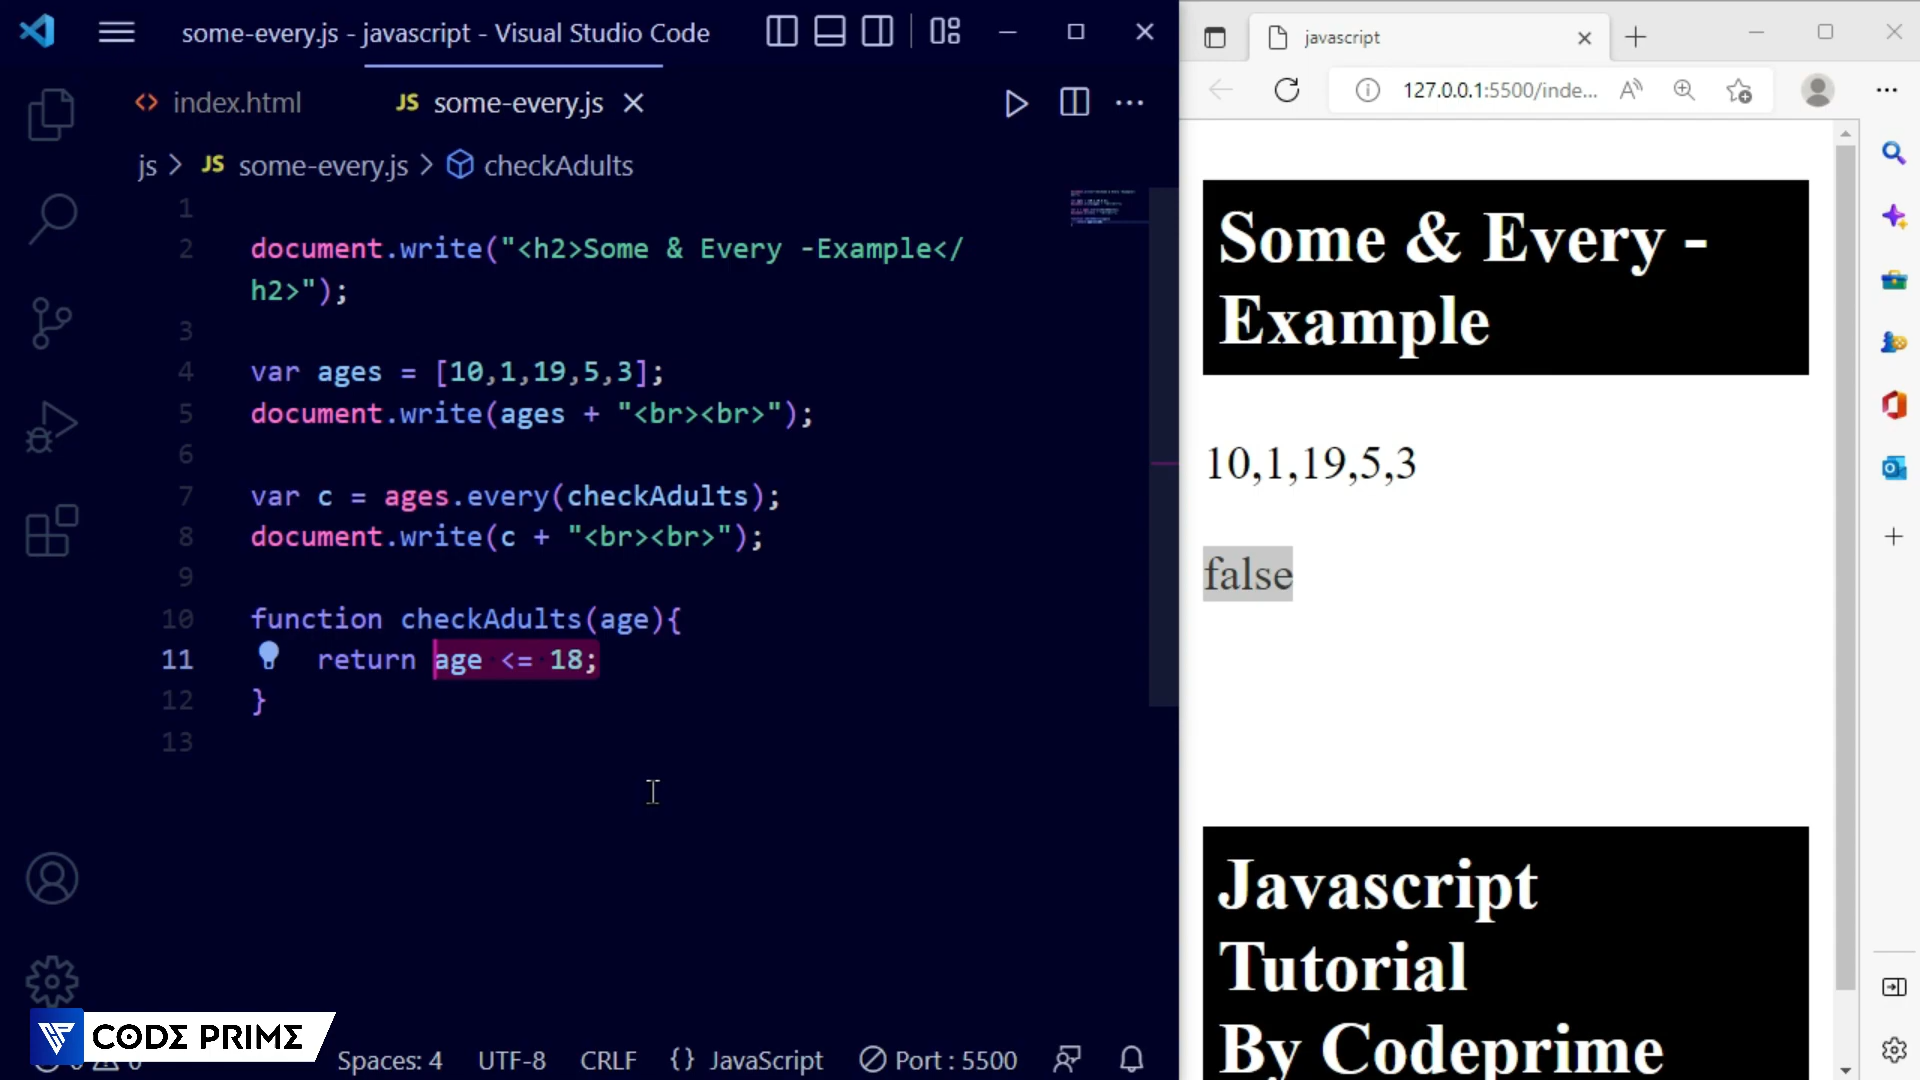 some-every.js - javascript - Visual Studio Code
index.html
JS some-every.js
js > JS some-every.js > checkAdults
1
2 document.write("<h2>Some & Every -Example</
h2>");
3
4 var ages = [10,1,19,5,3];
5 document.write(ages + "<br><br>");
6
7 var c = ages.every(checkAdults);
8 document.write(c + "<br><br>");
9
10 function checkAdults(age){
11 return age <= 18;
12 }
13
CODE PRIME
Spaces: 4 UTF-8 CRLF {} JavaScript Port : 5500
javascript
127.0.0.1:5500/inde...
Some & Every -
Example
10,1,19,5,3
false
Javascript
Tutorial
By Codeprime